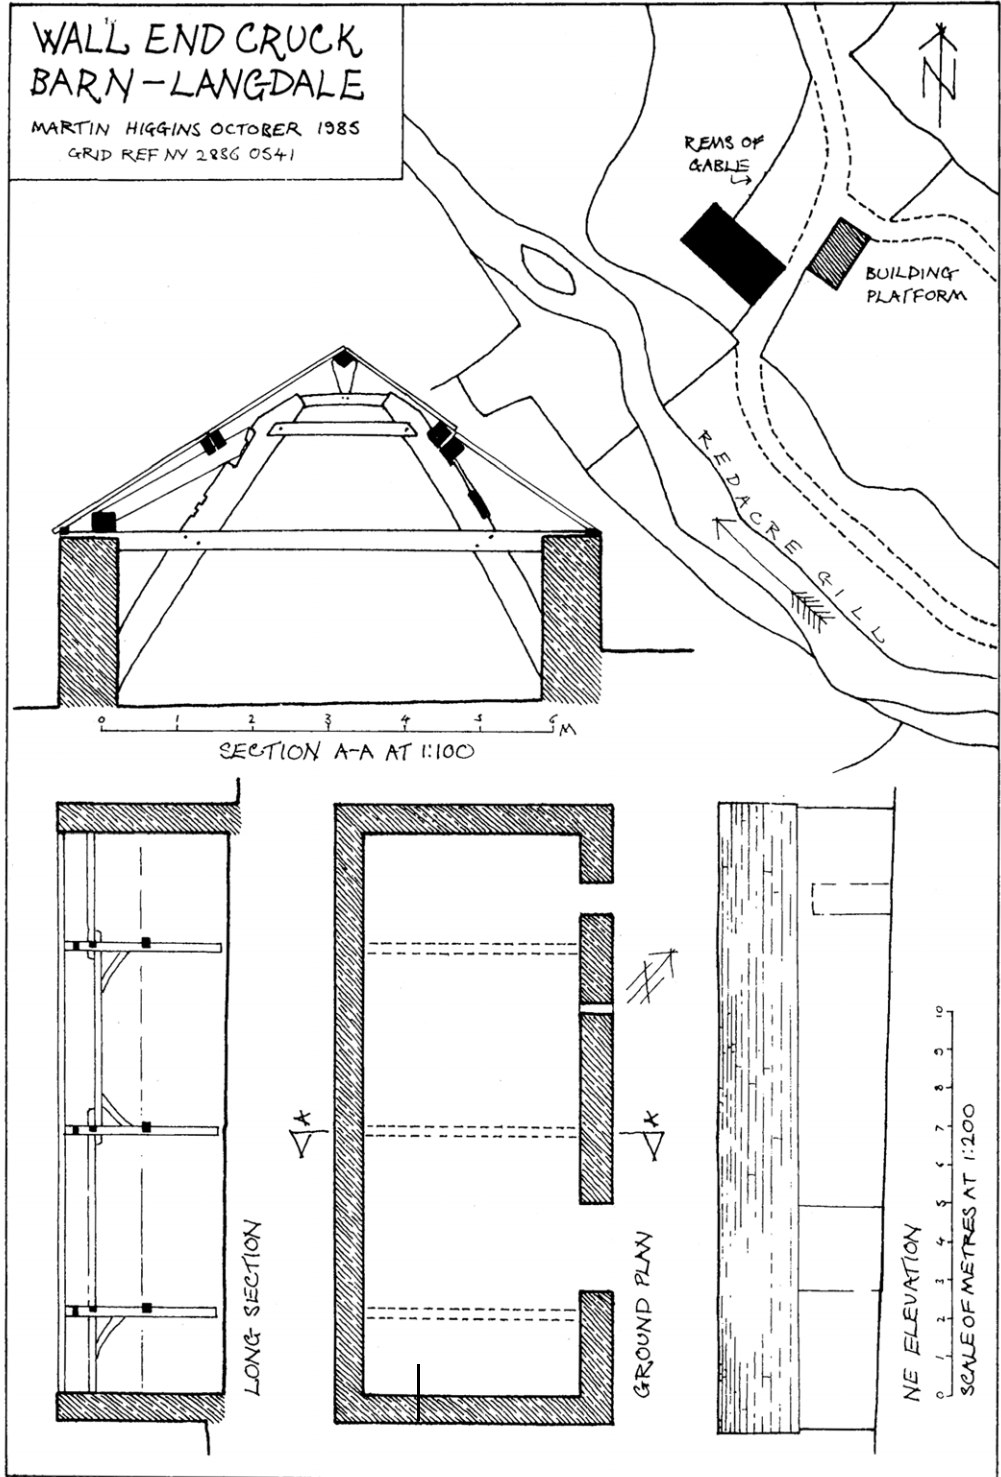 WALL END CRUCK
BARN – LANGDALE
MARTIN HIGGINS OCTOBER 1985
GRID REF NY 2836 0541
N
REMS OF
GABLE
BUILDING
PLATFORM
REDACRE GILL
0 1 2 3 4 5 6 M
SECTION A-A AT 1:100
LONG SECTION
A
A
GROUND PLAN
NE ELEVATION
0 1 2 3 4 5 6 7 8 9 10
SCALE OF METRES AT 1:200